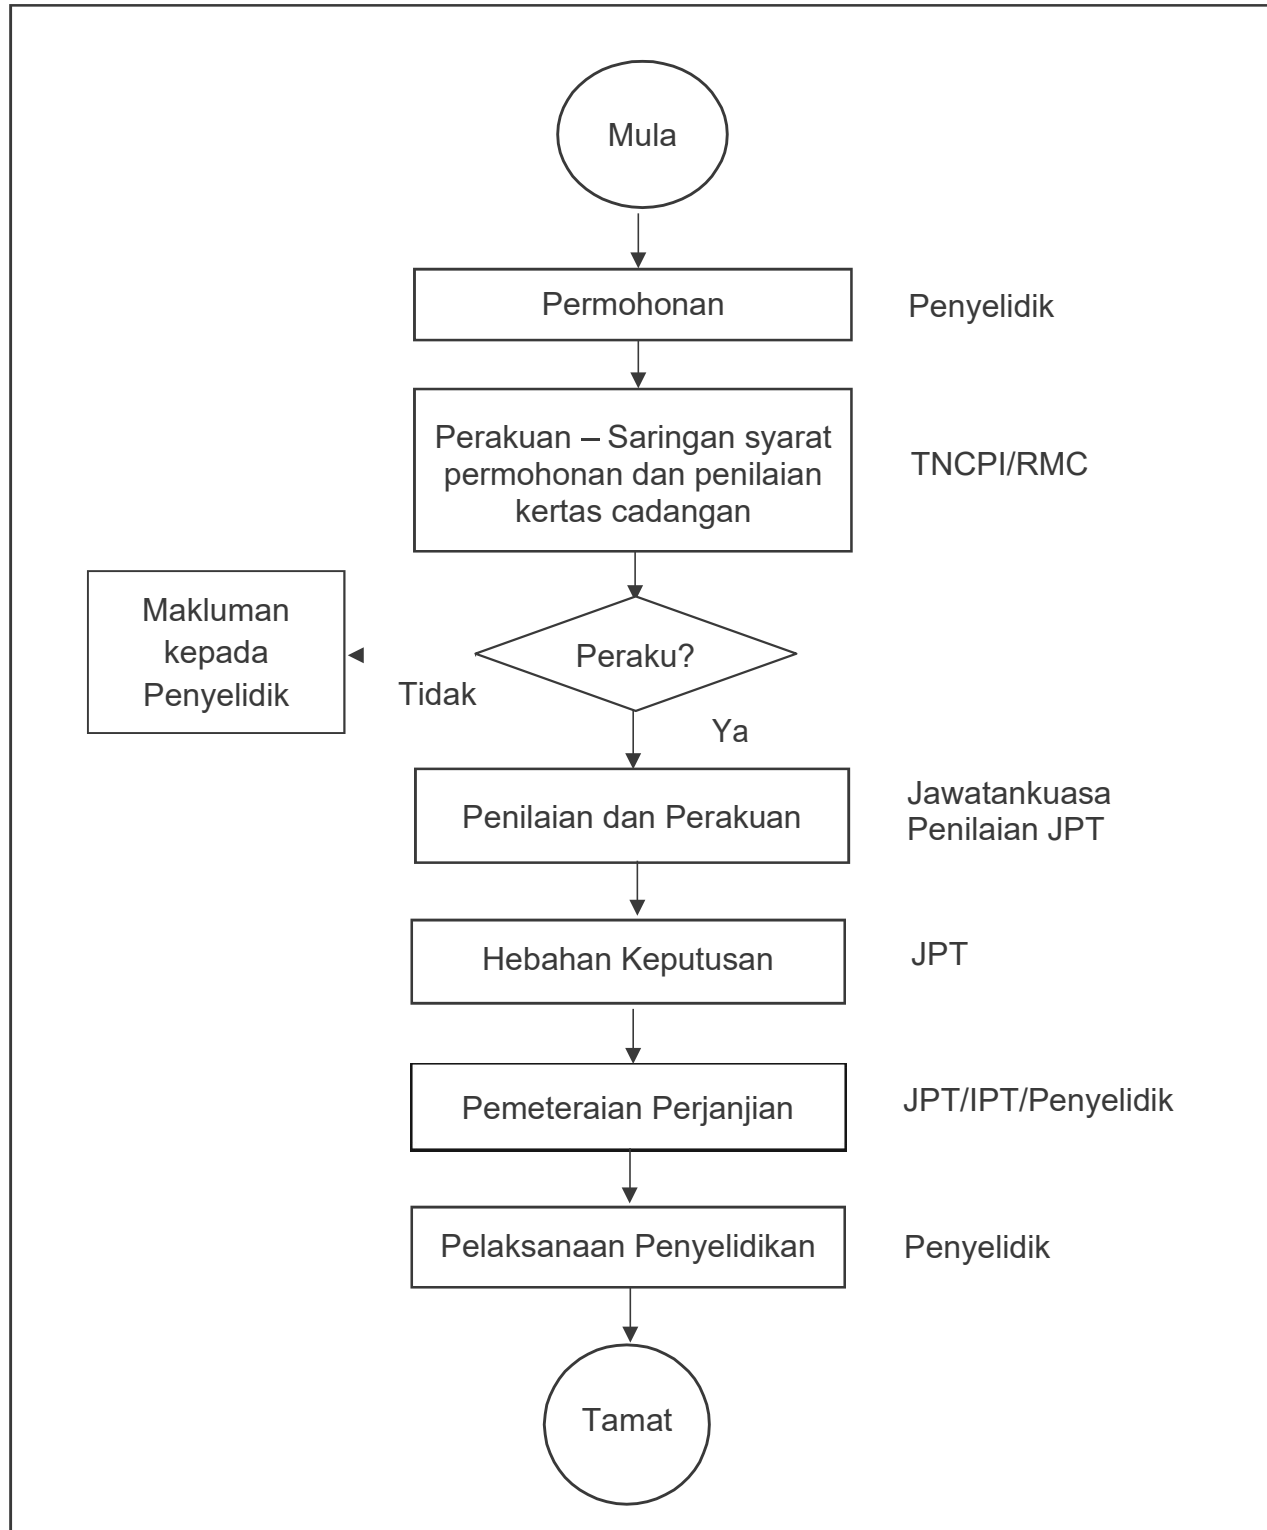 Mula
Permohonan
Penyelidik
Perakuan – Saringan syarat
permohonan dan penilaian
kertas cadangan
TNCPI/RMC
Makluman
kepada
Penyelidik
Peraku?
Tidak
Ya
Penilaian dan Perakuan
Jawatankuasa
Penilaian JPT
Hebahan Keputusan
JPT
Pemeteraian Perjanjian
JPT/IPT/Penyelidik
Pelaksanaan Penyelidikan
Penyelidik
Tamat